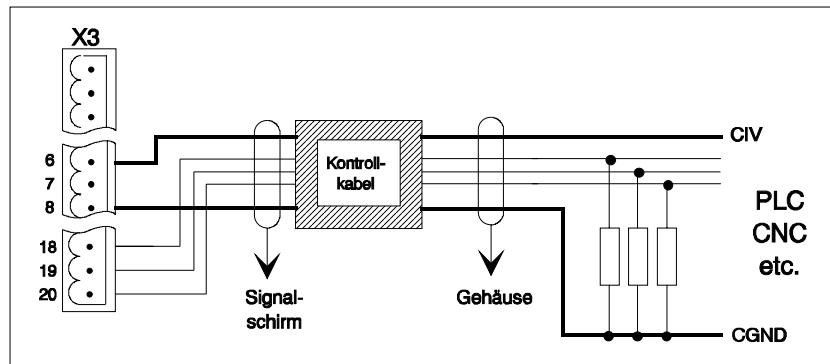 X3
6
7
8
18
19
20
Kontroll-
kabel
Signal-
schirm
Gehäuse
CIV
PLC
CNC
etc.
CGND